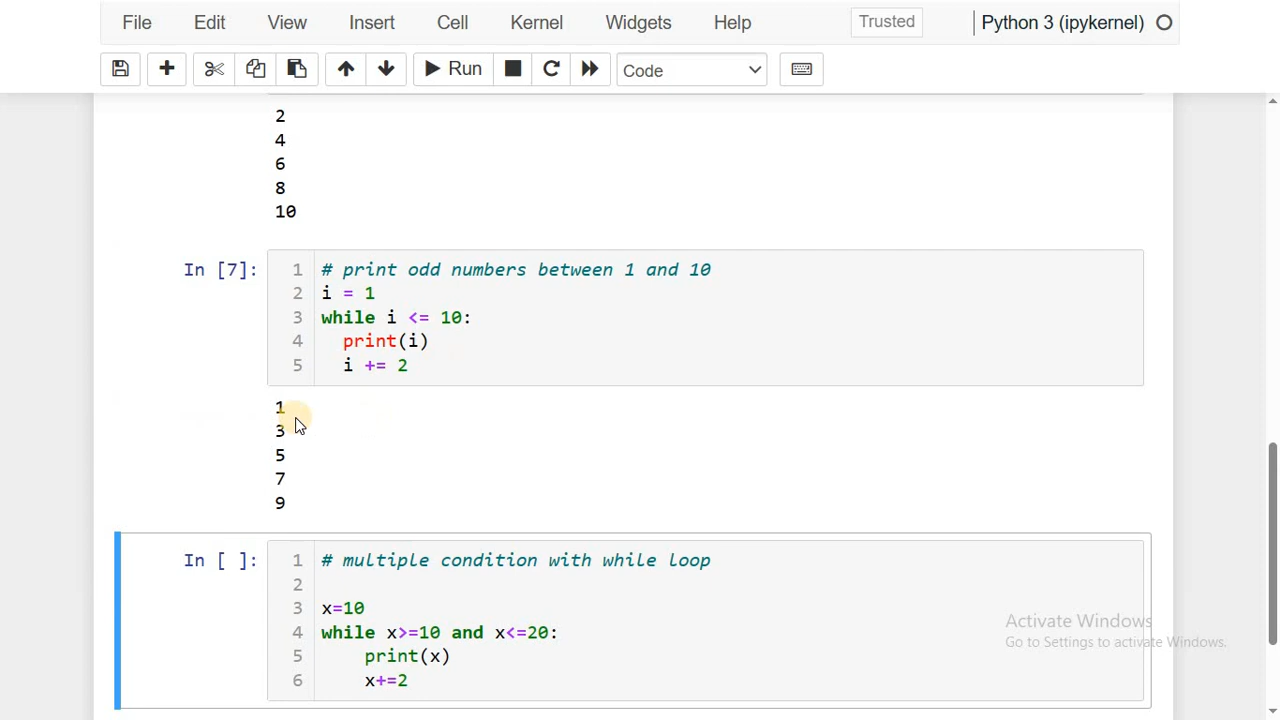 File Edit View Insert Cell Kernel Widgets Help Trusted Python 3 (ipykernel)
Run Code
2
4
6
8
10
In [7]: 1 # print odd numbers between 1 and 10
2 i = 1
3 while i <= 10:
4   print(i)
5   i += 2
1
3
5
7
9
In [ ]: 1 # multiple condition with while loop
2
3 x=10
4 while x>=10 and x<=20:
5     print(x)
6     x+=2
Activate Windows
Go to Settings to activate Windows.